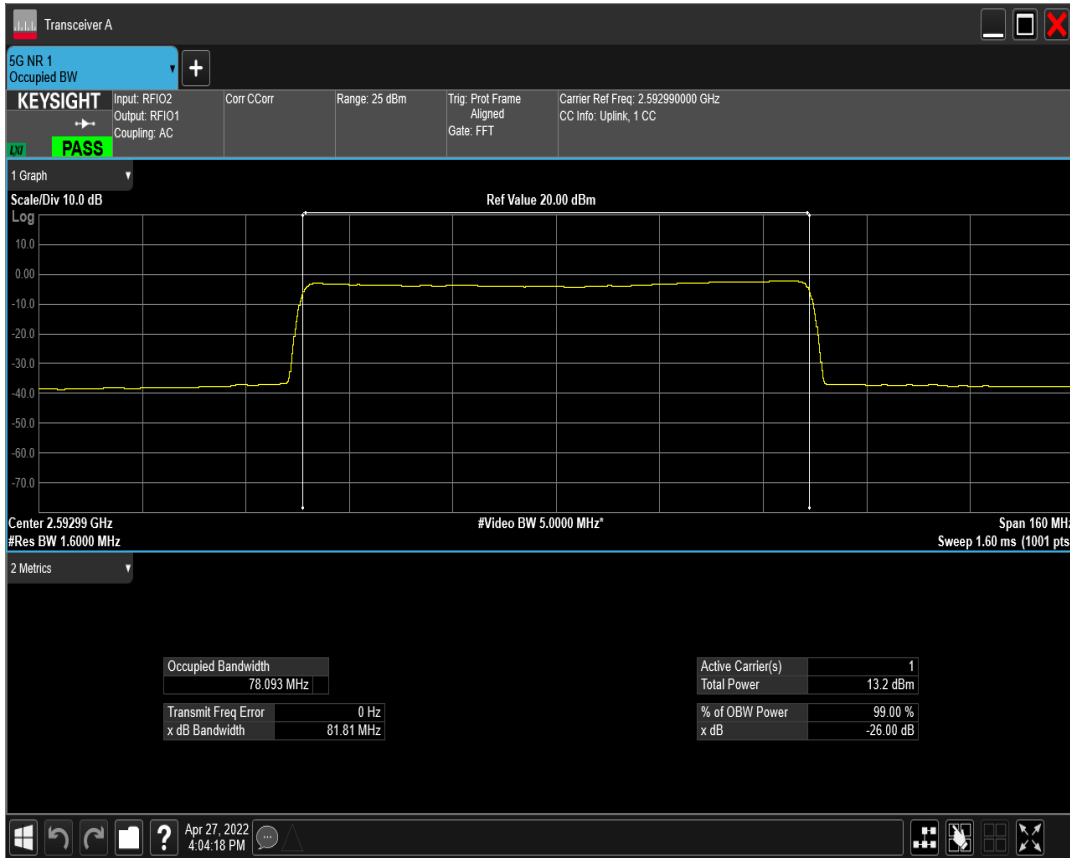 Transceiver A
5G NR 1
Occupied BW
KEYSIGHT
LXI
PASS
Input: RFIO2
Output: RFIO1
Coupling: AC
Corr CCorr
Range: 25 dBm
Trig: Prot Frame
Aligned
Gate: FFT
Carrier Ref Freq: 2.592990000 GHz
CC Info: Uplink, 1 CC
1 Graph
Scale/Div 10.0 dB
Ref Value 20.00 dBm
Log
10.0
0.00
-10.0
-20.0
-30.0
-40.0
-50.0
-60.0
-70.0
Center 2.59299 GHz
#Video BW 5.0000 MHz*
Span 160 MHz
#Res BW 1.6000 MHz
Sweep 1.60 ms (1001 pts
2 Metrics
Occupied Bandwidth
78.093 MHz
Transmit Freq Error 0 Hz
x dB Bandwidth 81.81 MHz
Active Carrier(s) 1
Total Power 13.2 dBm
% of OBW Power 99.00 %
x dB -26.00 dB
Apr 27, 2022
4:04:18 PM